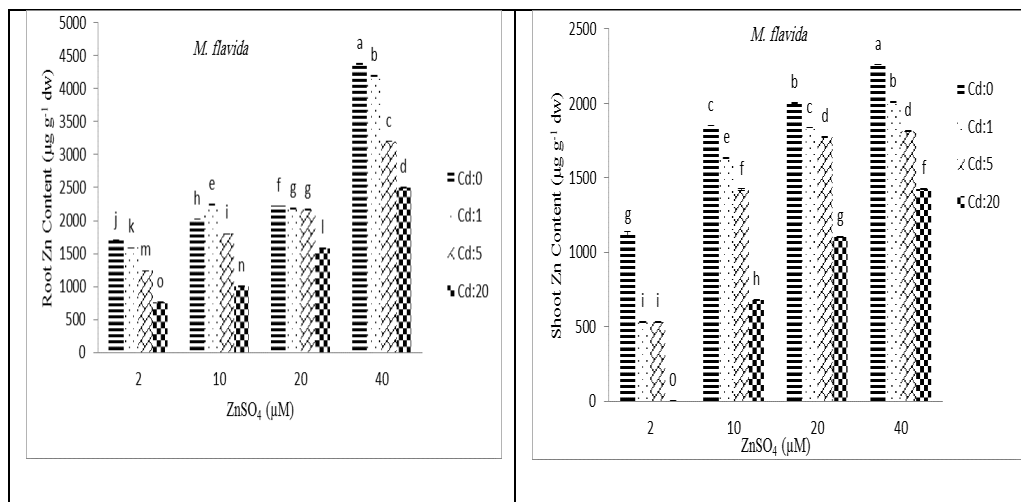 M. flavida
Root Zn Content (µg g⁻¹ dw)
5000
4500
4000
3500
3000
2500
2000
1500
1000
500
0
j k m o
h e i n
f g g l
a b c d
2 10 20 40
ZnSO₄ (µM)
Cd:0
Cd:1
Cd:5
Cd:20
M. flavida
Shoot Zn Content (µg g⁻¹ dw)
2500
2000
1500
1000
500
0
g i i 0
c e f h
b c d g
a b d f
2 10 20 40
ZnSO₄ (µM)
Cd:0
Cd:1
Cd:5
Cd:20